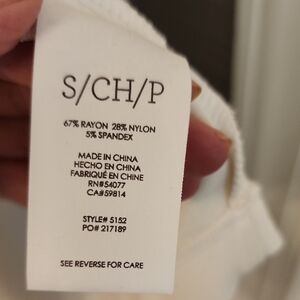 S/CH/P
67% RAYON 28% NYLON
5% SPANDEX
MADE IN CHINA
HECHO EN CHINA
FABRIQUÉ EN CHINE
RN#54077
CA#59814
STYLE# 5152
PO# 217189
SEE REVERSE FOR CARE